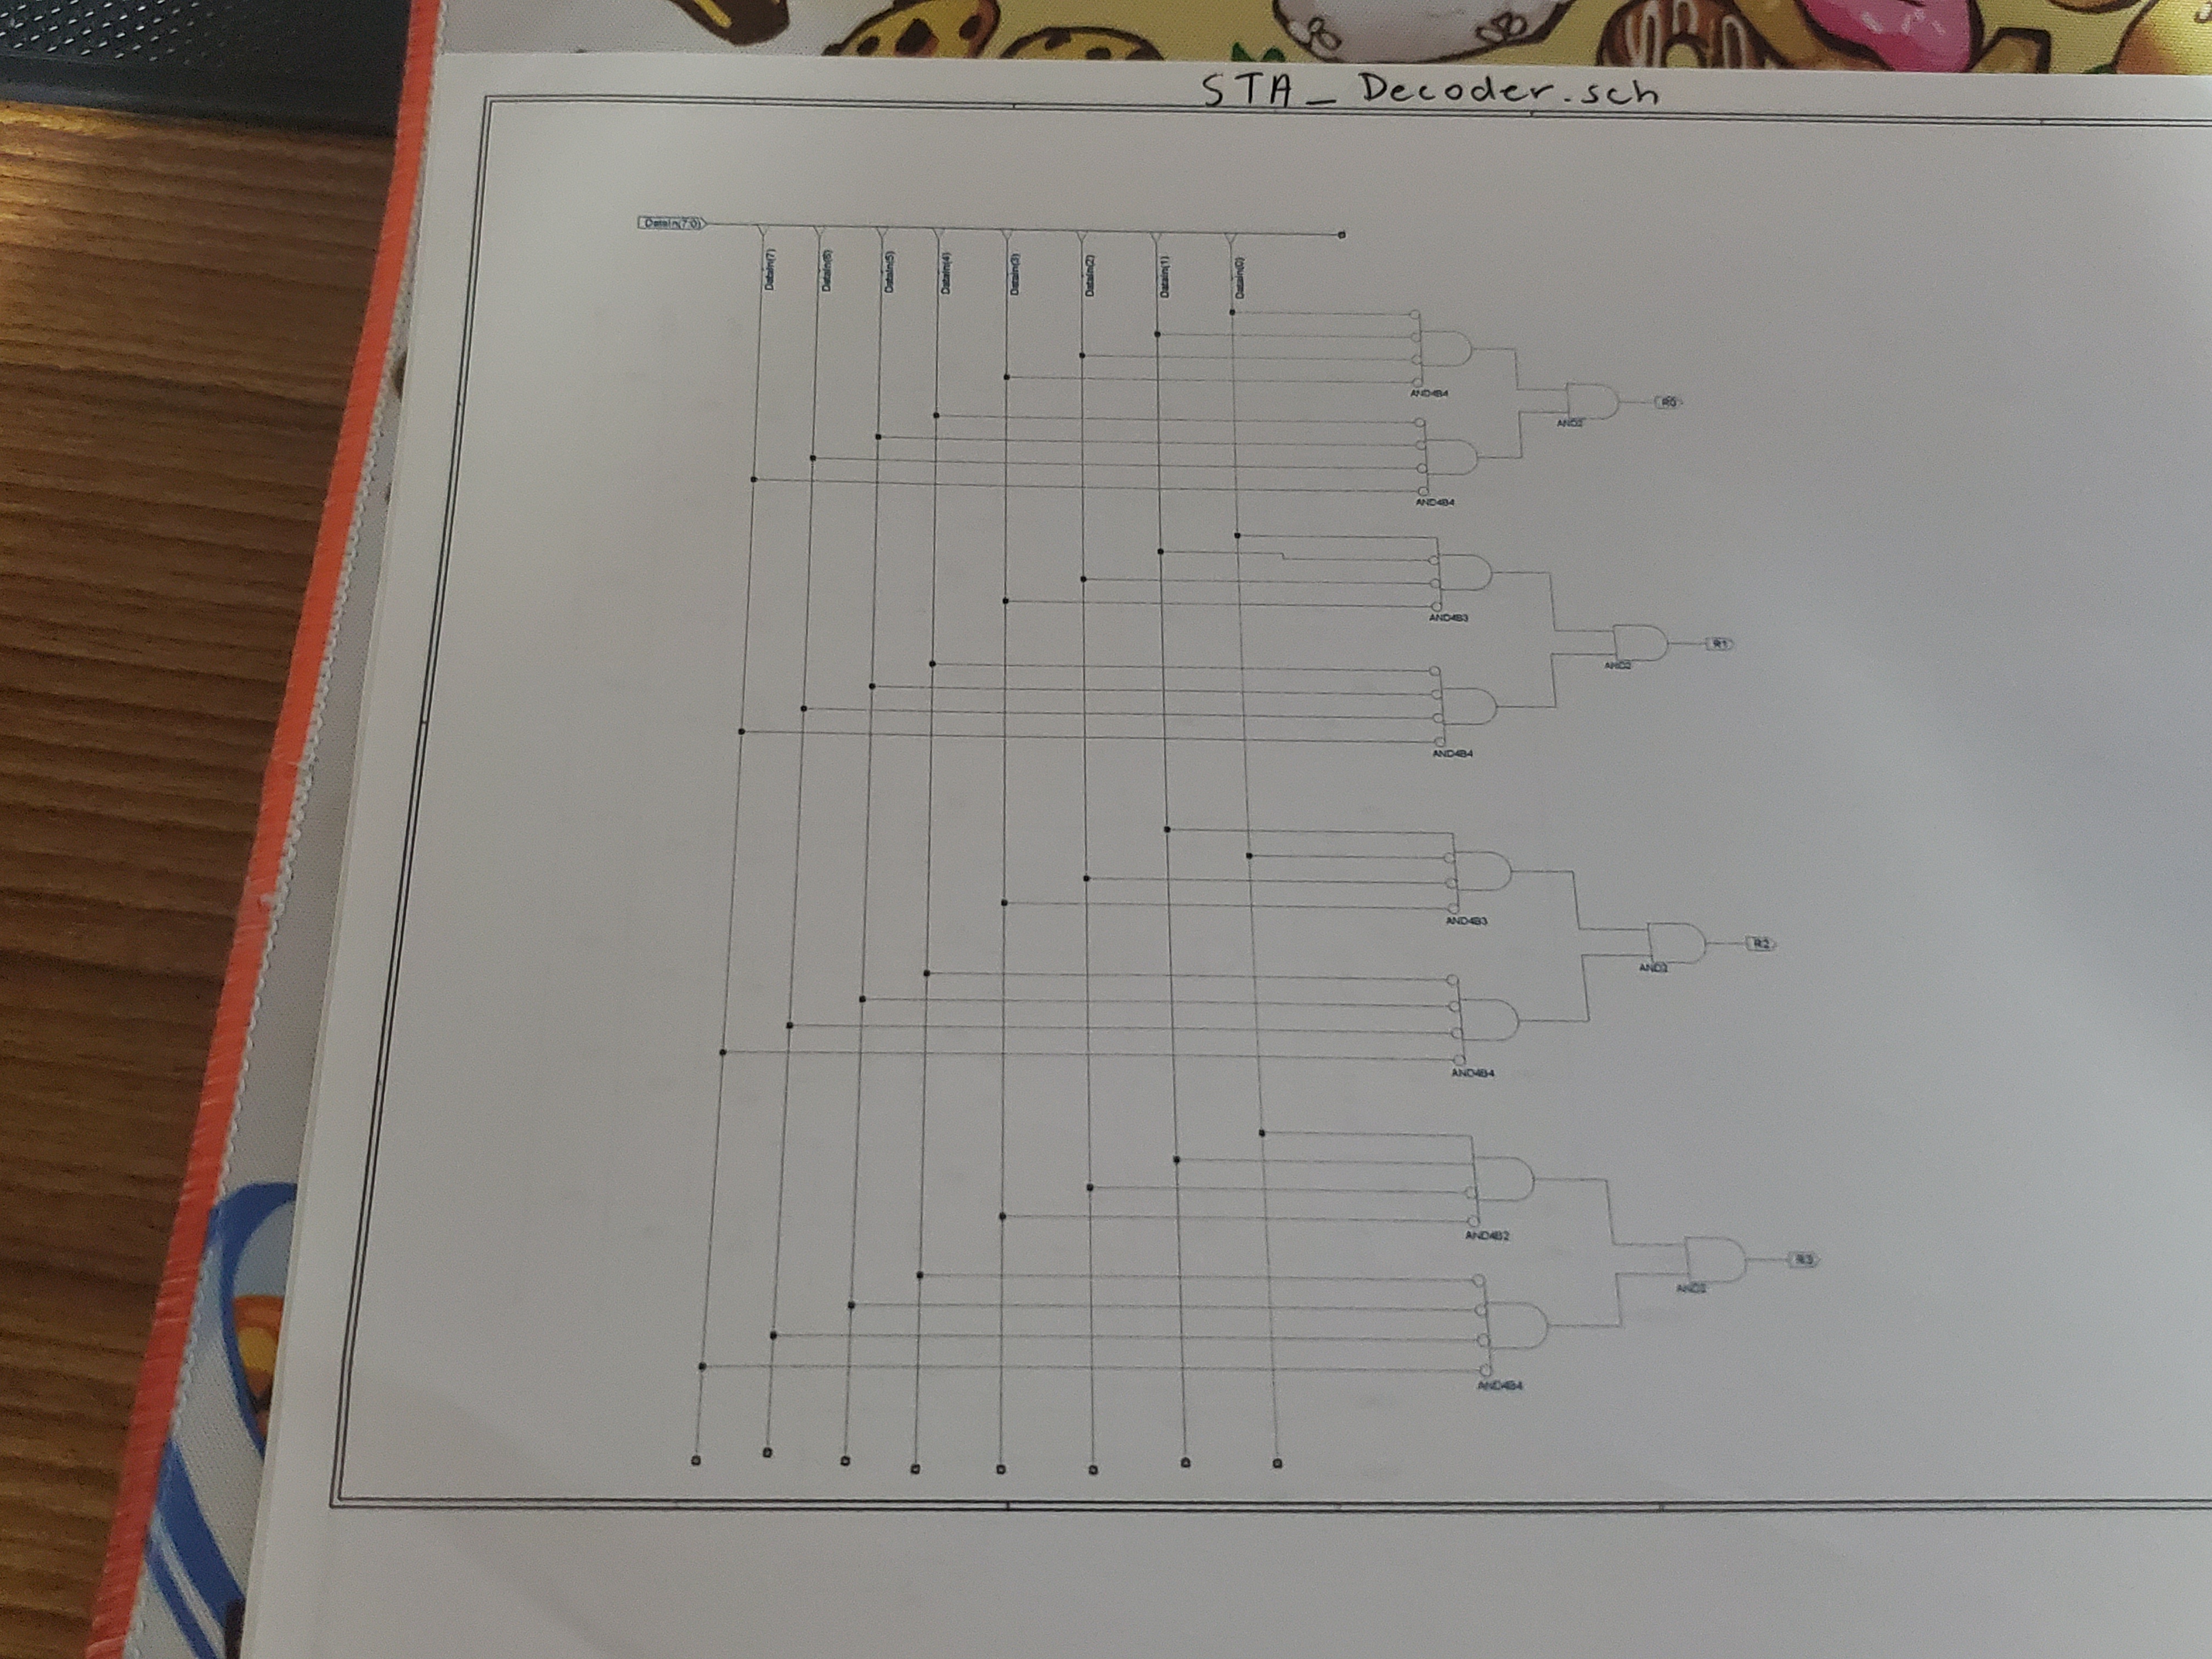 STA_Decoder.sch
DataIn(7:0)
DataIn(7)
DataIn(6)
DataIn(5)
DataIn(4)
DataIn(3)
DataIn(2)
DataIn(1)
DataIn(0)
AND4B4
AND4B4
AND2
R0
AND4B3
AND4B4
AND2
R1
AND4B3
AND4B4
AND2
R2
AND4B2
AND4B4
AND2
R3